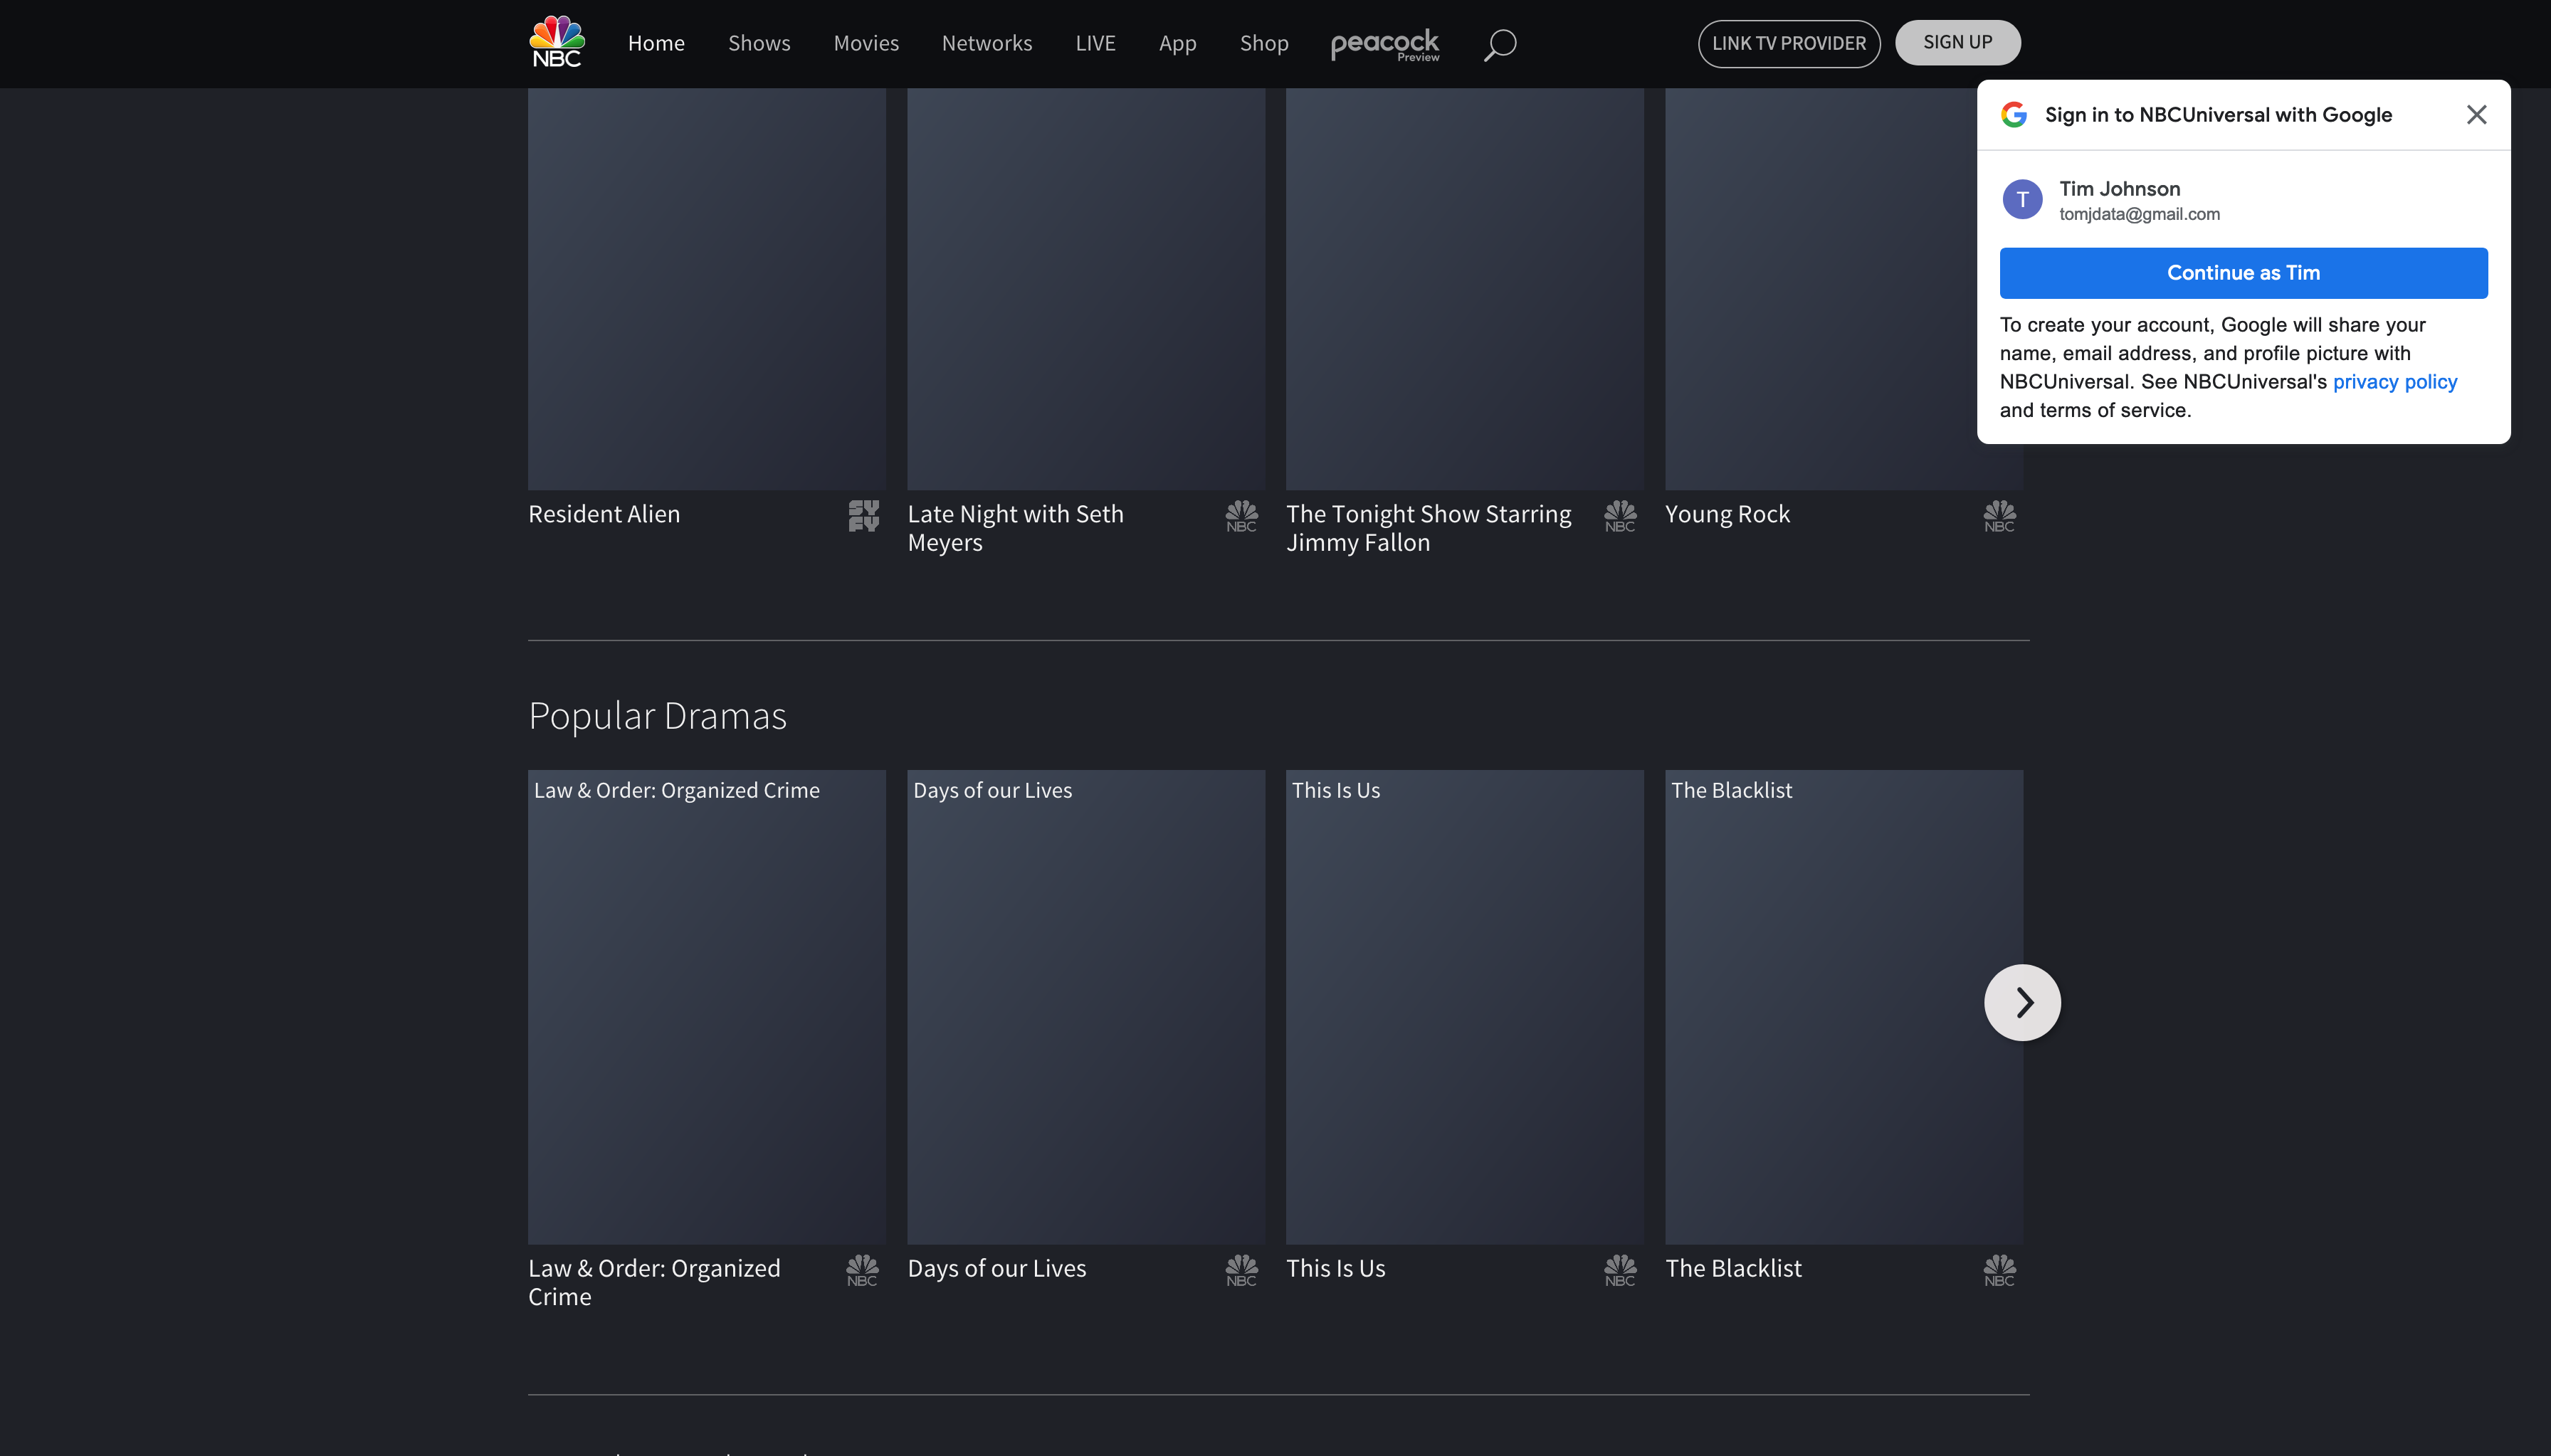 NBC
Home
Shows
Movies
Networks
LIVE
App
Shop
peacock
Preview
LINK TV PROVIDER
SIGN UP
Sign in to NBCUniversal with Google
T
Tim Johnson
tomjdata@gmail.com
Continue as Tim
To create your account, Google will share your
name, email address, and profile picture with
NBCUniversal. See NBCUniversal's privacy policy
and terms of service.
Resident Alien
SYFY
Late Night with Seth
Meyers
NBC
The Tonight Show Starring
Jimmy Fallon
NBC
Young Rock
NBC
Popular Dramas
Law & Order: Organized Crime
Days of our Lives
This Is Us
The Blacklist
Law & Order: Organized
Crime
NBC
Days of our Lives
NBC
This Is Us
NBC
The Blacklist
NBC